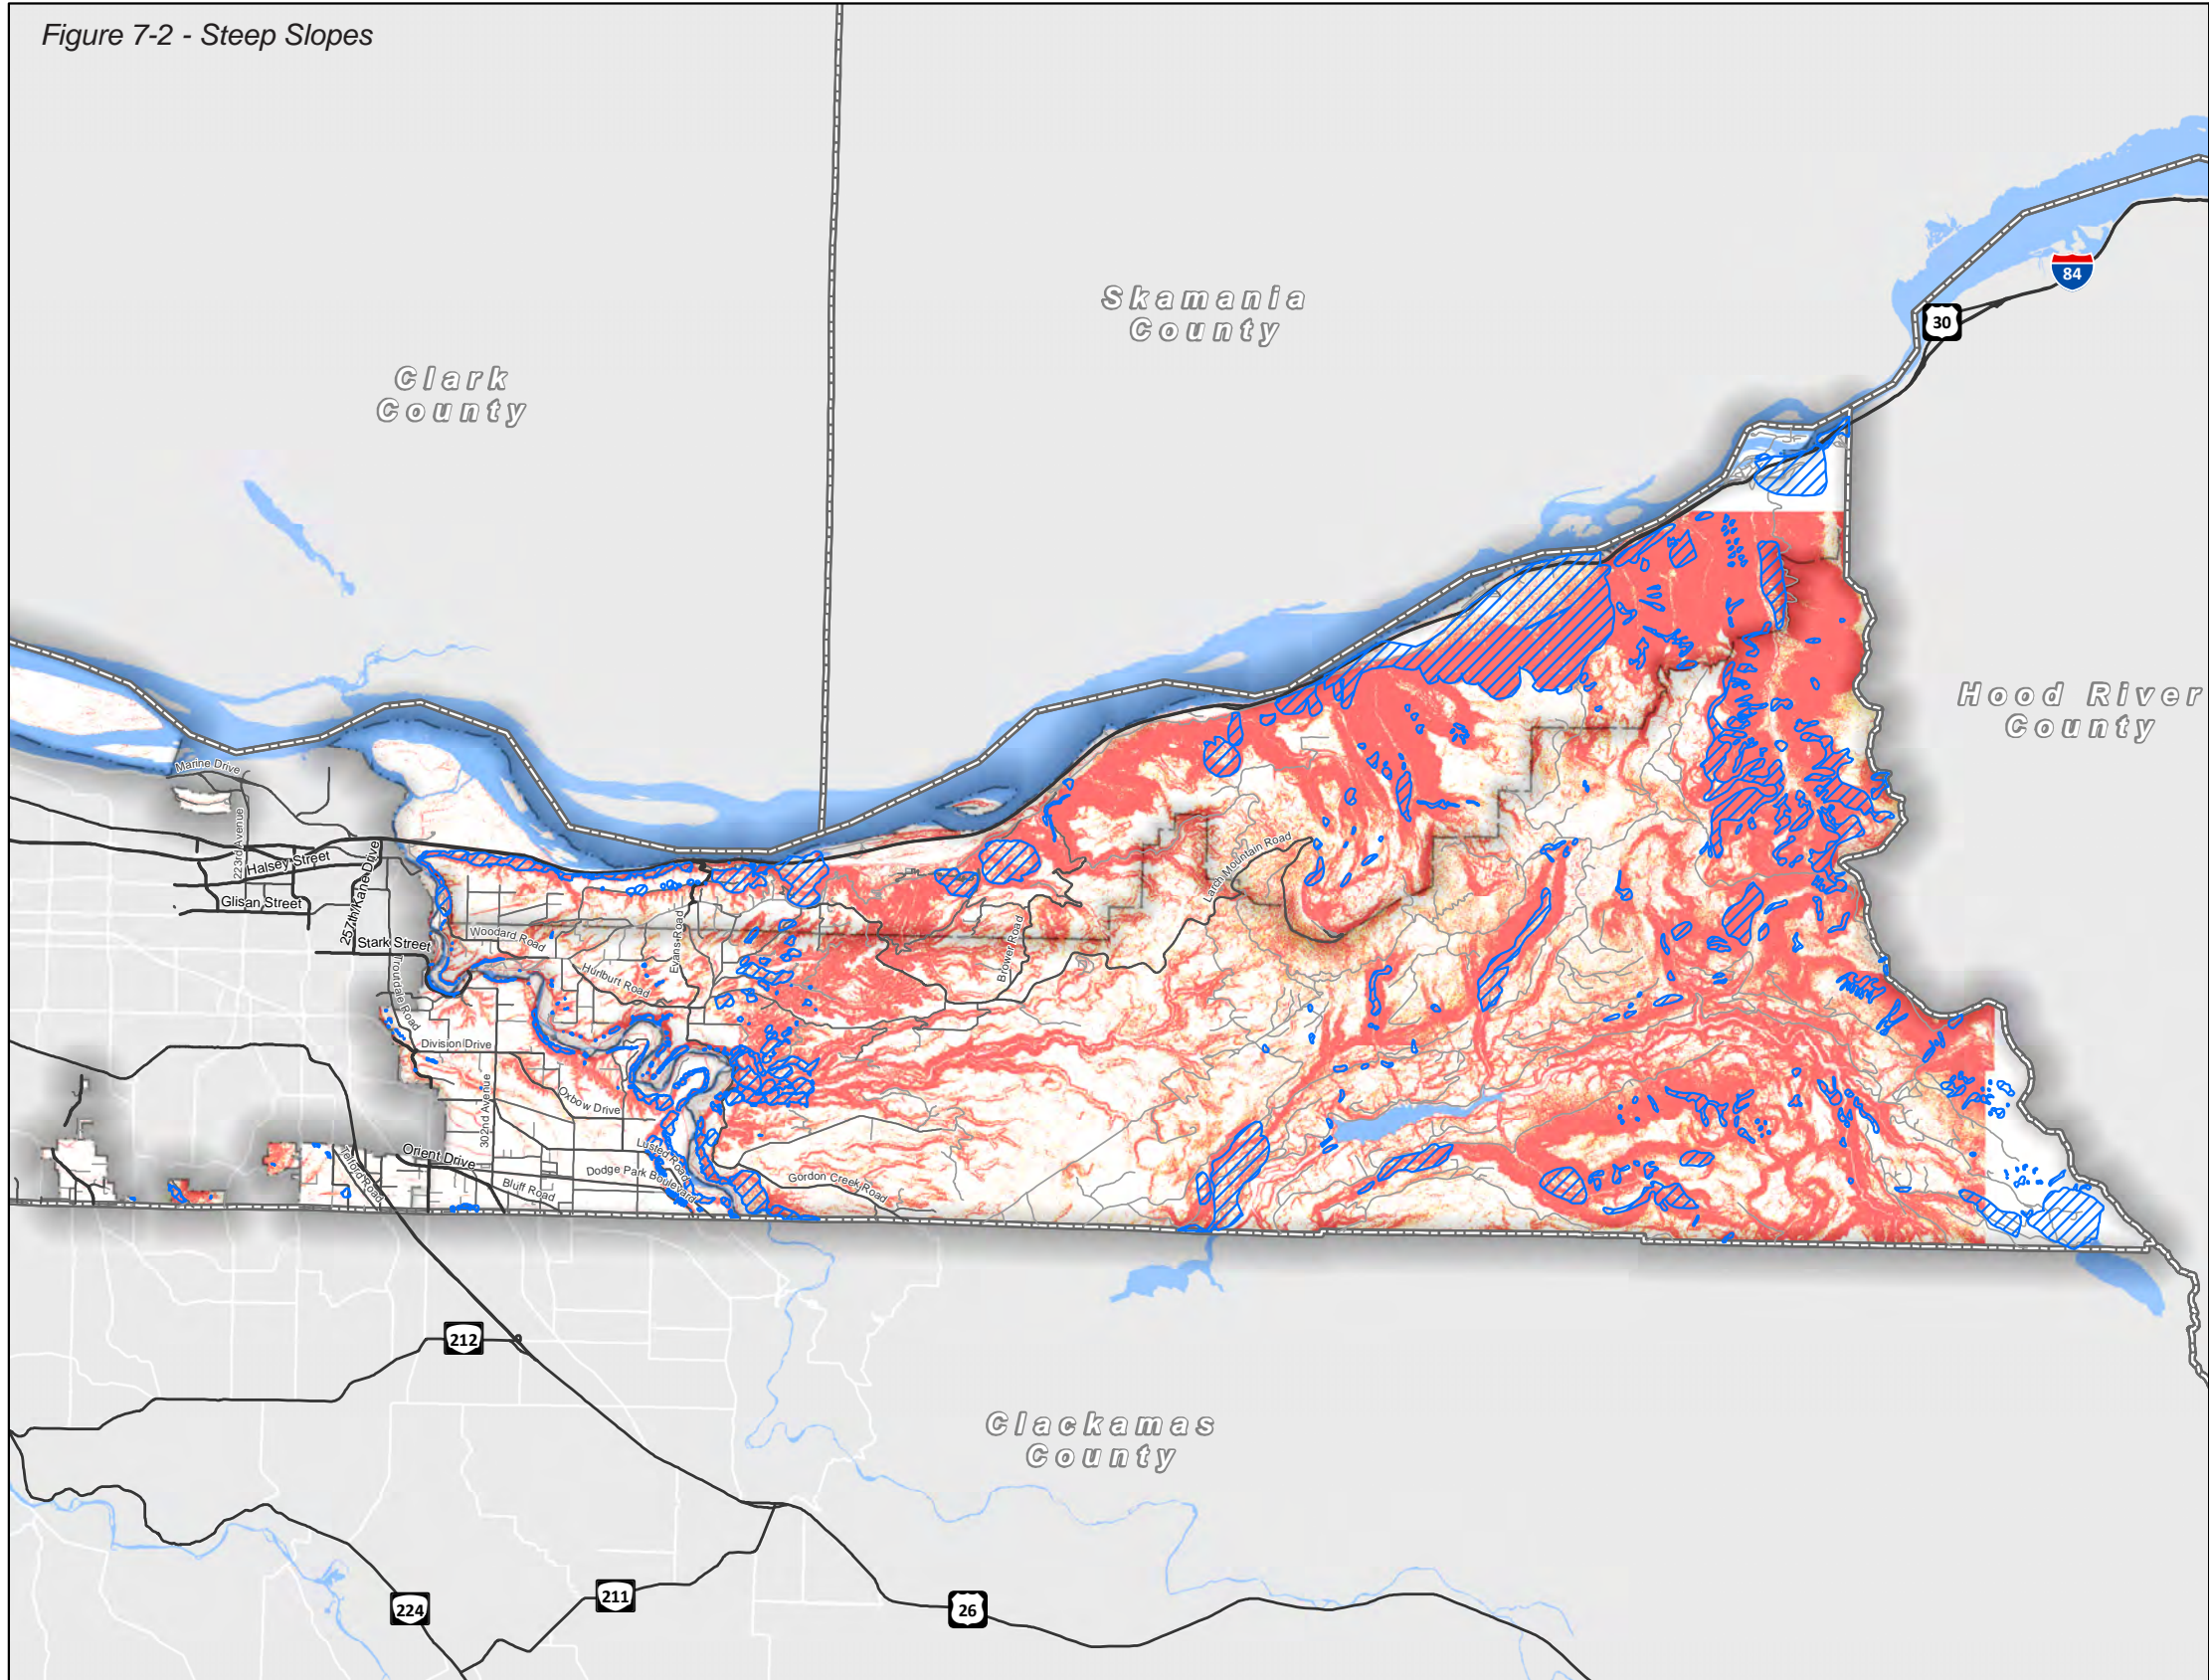 Figure 7-2 - Steep Slopes
84
Skamania
County
30
Clark
County
Hood River
County
Marine Drive
223rd Avenue
Halsey Street
257th/Kane Drive
Glisan Street
Larch Mountain Road
Stark Street
Woodard Road
Evans Road
Brower Road
Troutdale Road
Hurlburt Road
Division Drive
302nd Avenue
Oxbow Drive
Telford Road
Orient Drive
Lusted Road
Dodge Park Boulevard
Bluff Road
Gordon Creek Road
212
Clackamas
County
224
211
26